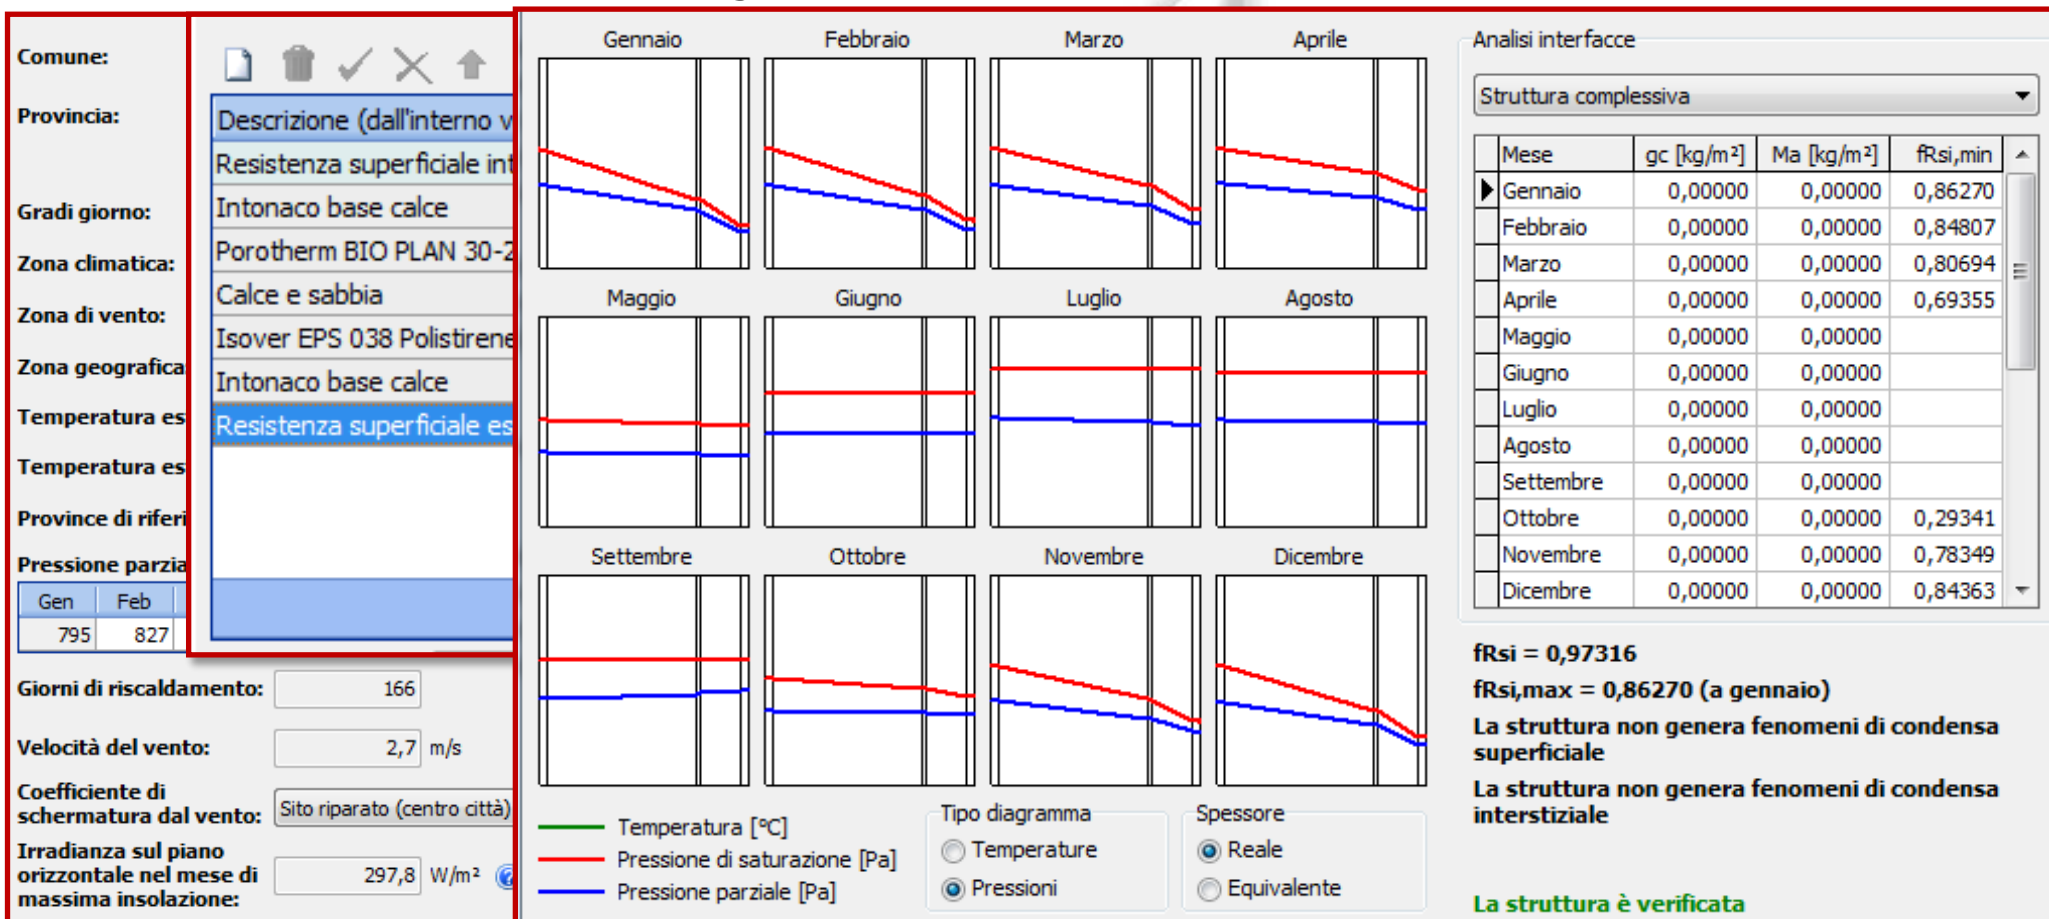 Comune:
Provincia:
Gradi giorno:
Zona climatica:
Zona di vento:
Zona geografica
Temperatura es
Temperatura es
Province di riferi
Pressione parzia
Gen Feb
795 827
Giorni di riscaldamento: 166
Velocità del vento: 2,7 m/s
Coefficiente di
schermatura dal vento: Sito riparato (centro città)
Irradianza sul piano
orizzontale nel mese di
massima insolazione: 297,8 W/m²
Descrizione (dall'interno v
Resistenza superficiale int
Intonaco base calce
Porotherm BIO PLAN 30-2
Calce e sabbia
Isover EPS 038 Polistirene
Intonaco base calce
Resistenza superficiale es
Gennaio Febbraio Marzo Aprile
Maggio Giugno Luglio Agosto
Settembre Ottobre Novembre Dicembre
Temperatura [°C]
Pressione di saturazione [Pa]
Pressione parziale [Pa]
Tipo diagramma
Temperature
Pressioni
Spessore
Reale
Equivalente
Analisi interfacce
Struttura complessiva
Mese gc [kg/m²] Ma [kg/m²] fRsi,min
Gennaio 0,00000 0,00000 0,86270
Febbraio 0,00000 0,00000 0,84807
Marzo 0,00000 0,00000 0,80694
Aprile 0,00000 0,00000 0,69355
Maggio 0,00000 0,00000
Giugno 0,00000 0,00000
Luglio 0,00000 0,00000
Agosto 0,00000 0,00000
Settembre 0,00000 0,00000
Ottobre 0,00000 0,00000 0,29341
Novembre 0,00000 0,00000 0,78349
Dicembre 0,00000 0,00000 0,84363
fRsi = 0,97316
fRsi,max = 0,86270 (a gennaio)
La struttura non genera fenomeni di condensa
superficiale
La struttura non genera fenomeni di condensa
interstiziale
La struttura è verificata